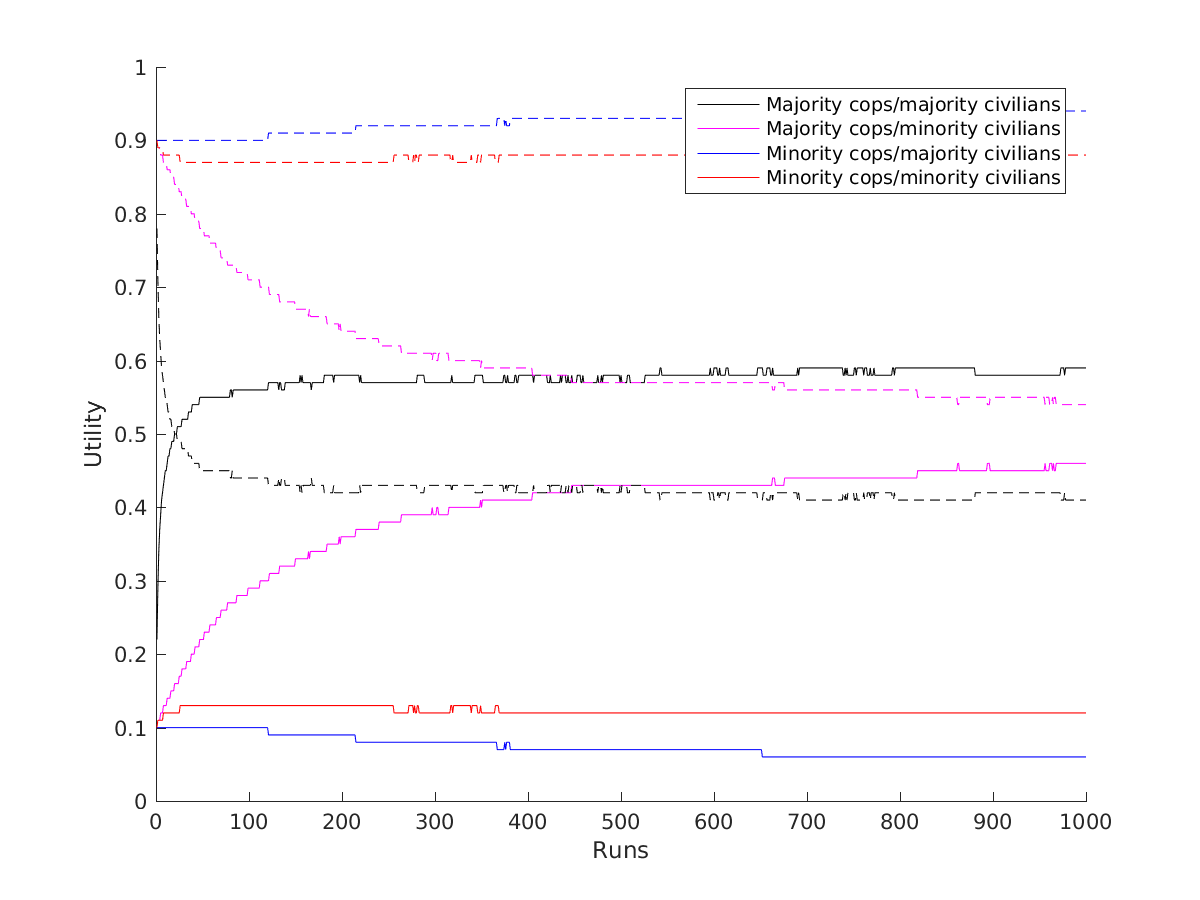 Majority cops/majority civilians
Majority cops/minority civilians
Minority cops/majority civilians
Minority cops/minority civilians
1
0.9
0.8
0.7
0.6
0.5
0.4
0.3
0.2
0.1
0
Utility
0 100 200 300 400 500 600 700 800 900 1000
Runs